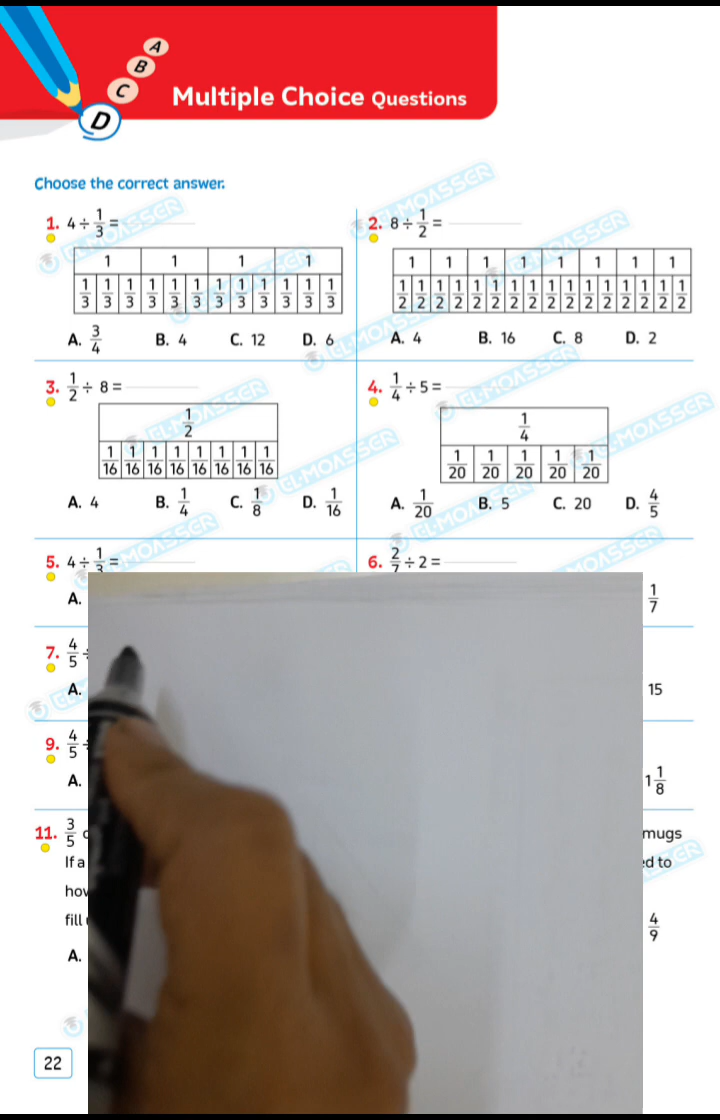 A
B
C
D
Multiple Choice Questions
Choose the correct answer.
1. 4 ÷ 1/3 =
1 1 1 1
1/3 1/3 1/3 1/3 1/3 1/3 1/3 1/3 1/3 1/3 1/3 1/3
A. 3/4 B. 4 C. 12 D. 6
2. 8 ÷ 1/2 =
1 1 1 1 1 1 1 1
1/2 1/2 1/2 1/2 1/2 1/2 1/2 1/2 1/2 1/2 1/2 1/2 1/2 1/2 1/2 1/2
A. 4 B. 16 C. 8 D. 2
3. 1/2 ÷ 8 =
1/2
1/16 1/16 1/16 1/16 1/16 1/16 1/16 1/16
A. 4 B. 1/4 C. 1/8 D. 1/16
4. 1/4 ÷ 5 =
1/4
1/20 1/20 1/20 1/20 1/20
A. 1/20 B. 5 C. 20 D. 4/5
5. 4 ÷ 1/3 =
A.
6. 2/7 ÷ 2 =
1/7
7. 4/5 ÷
A.
15
9. 4/5 ÷
A.
1 1/8
11. 3/5
mugs
If a
d to
fill
4/9
A.
22
EL-MOASSER